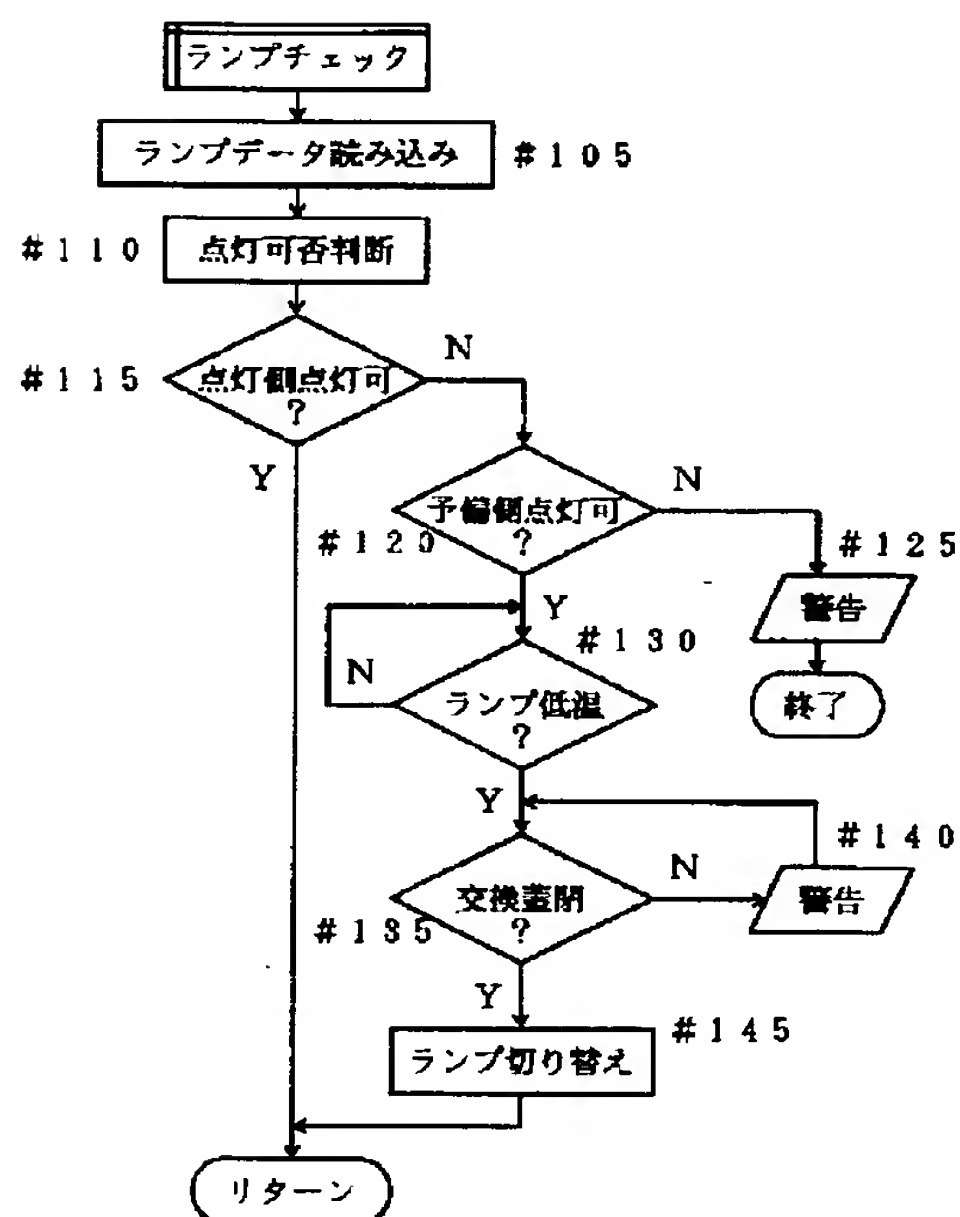 ランプチェック
ランプデータ読み込み
#105
#110
点灯可否判断
#115
点灯側点灯可
?
N
Y
予備側点灯可
?
N
#120
#125
警告
終了
Y
#130
N
ランプ低温
?
Y
#140
交換蓋閉
?
N
警告
#135
Y
#145
ランプ切り替え
リターン